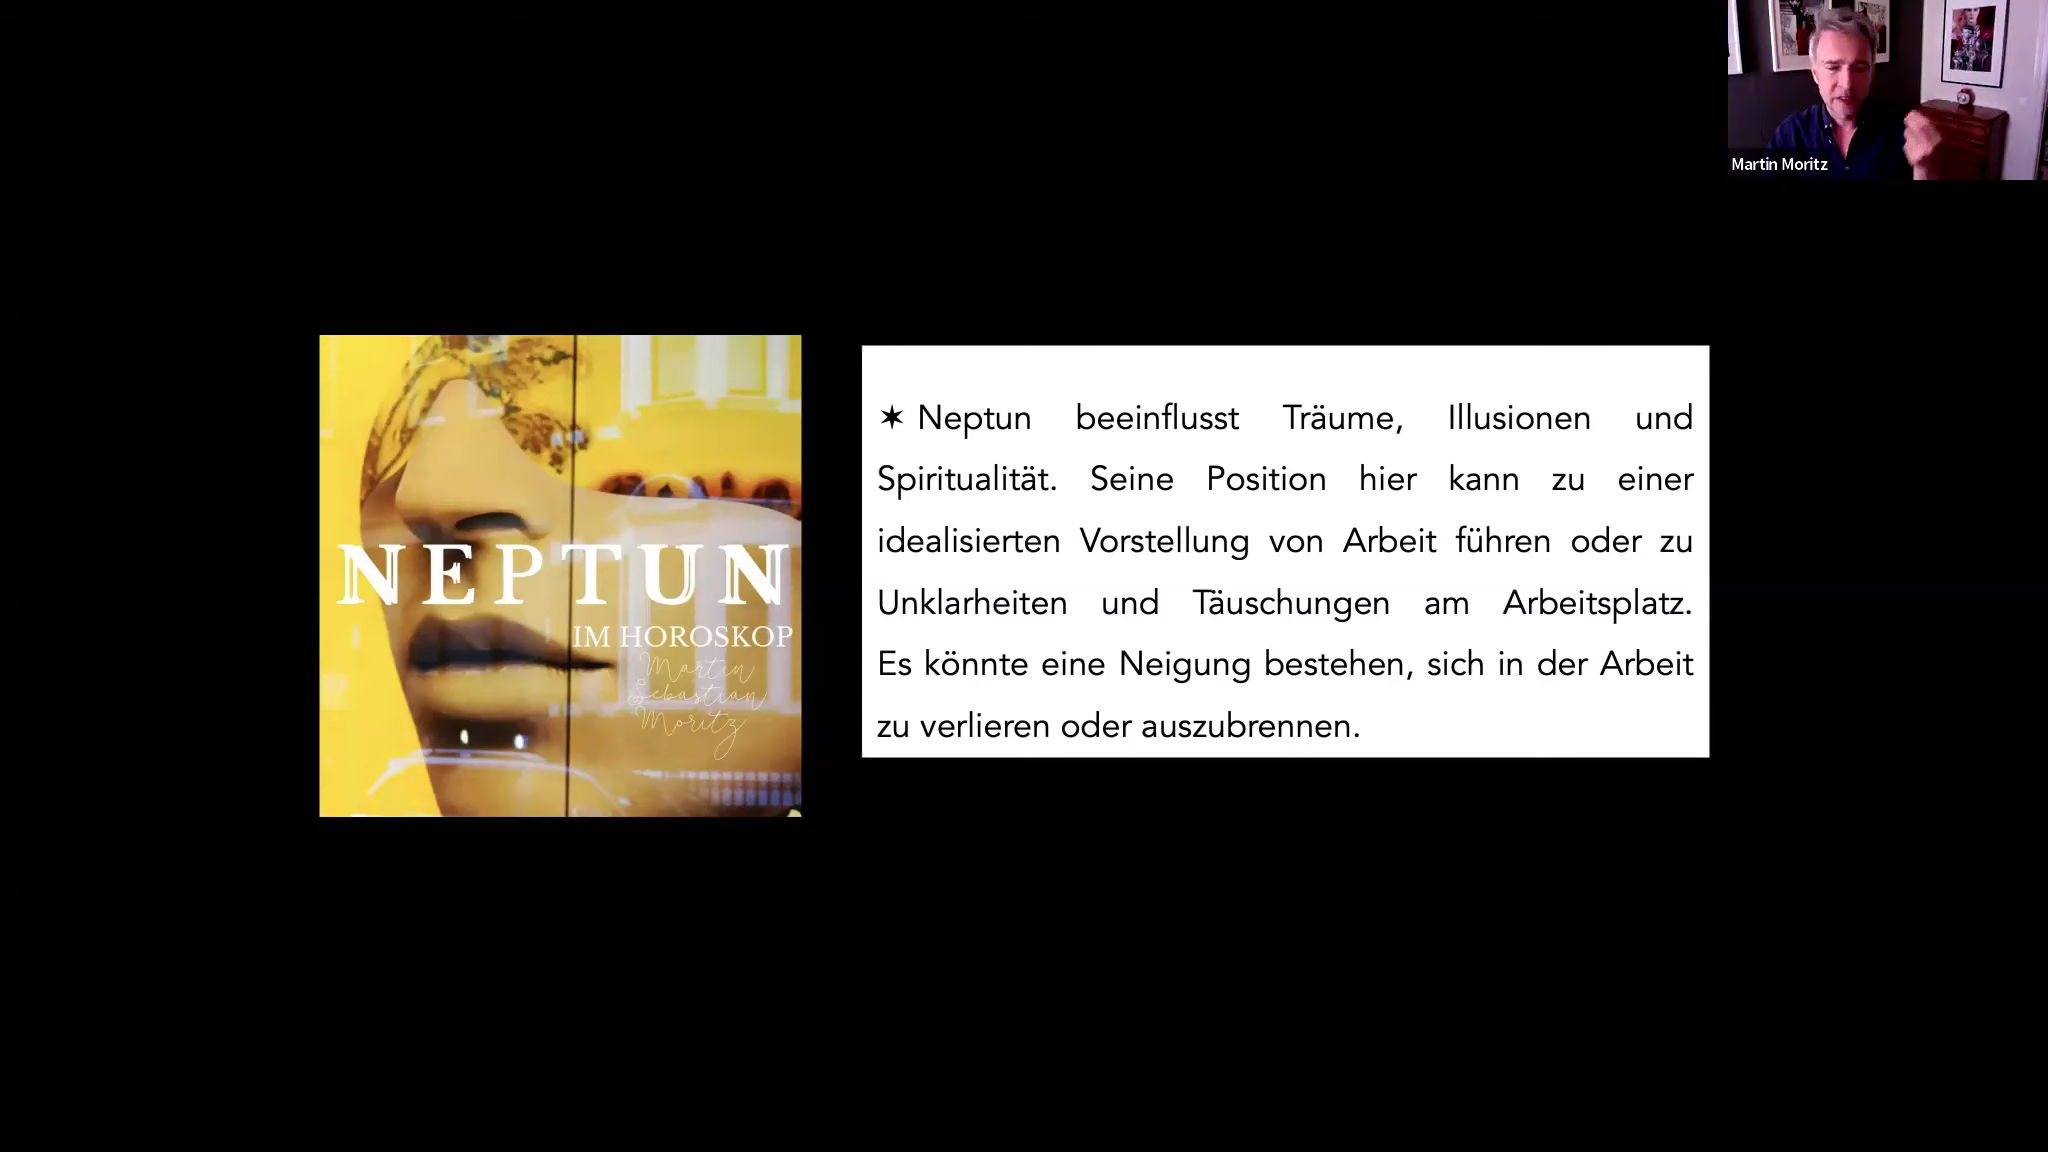 Martin Moritz
NEPTUN
IM HOROSKOP
Martin
Sebastian
Moritz
✶ Neptun beeinflusst Träume, Illusionen und
Spiritualität. Seine Position hier kann zu einer
idealisierten Vorstellung von Arbeit führen oder zu
Unklarheiten und Täuschungen am Arbeitsplatz.
Es könnte eine Neigung bestehen, sich in der Arbeit
zu verlieren oder auszubrennen.